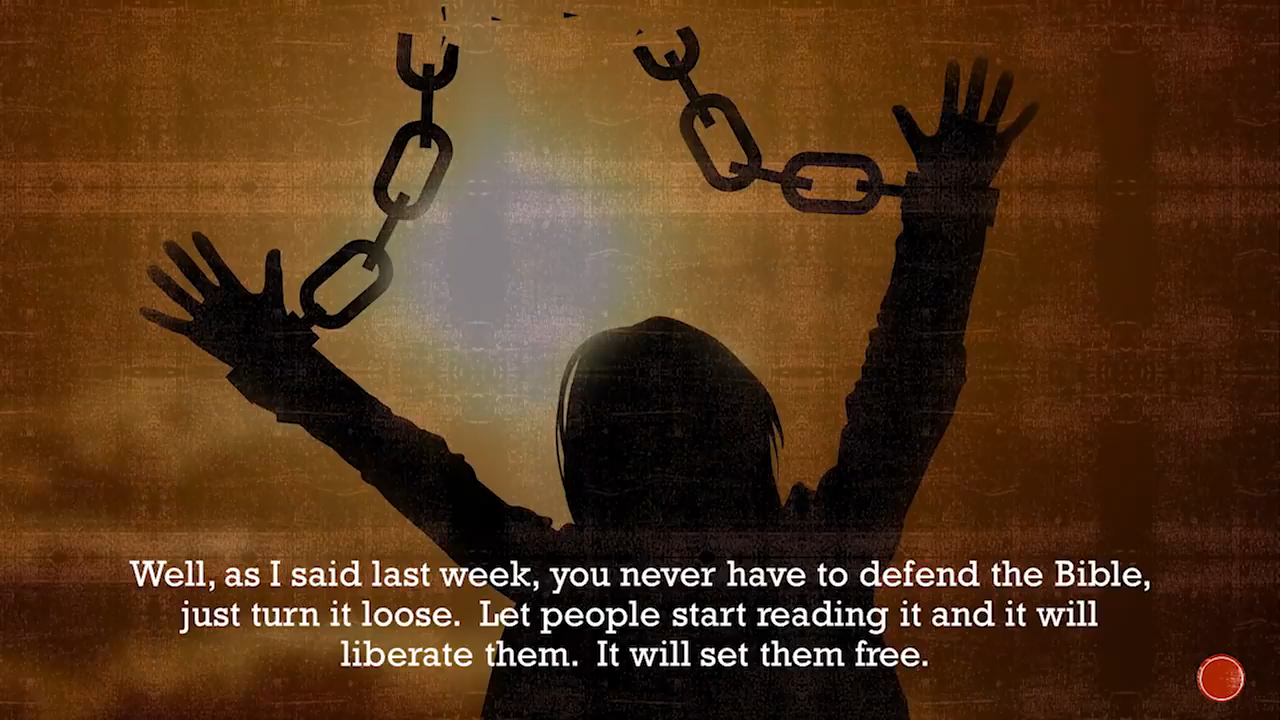 Well, as I said last week, you never have to defend the Bible,
just turn it loose.  Let people start reading it and it will
liberate them.  It will set them free.